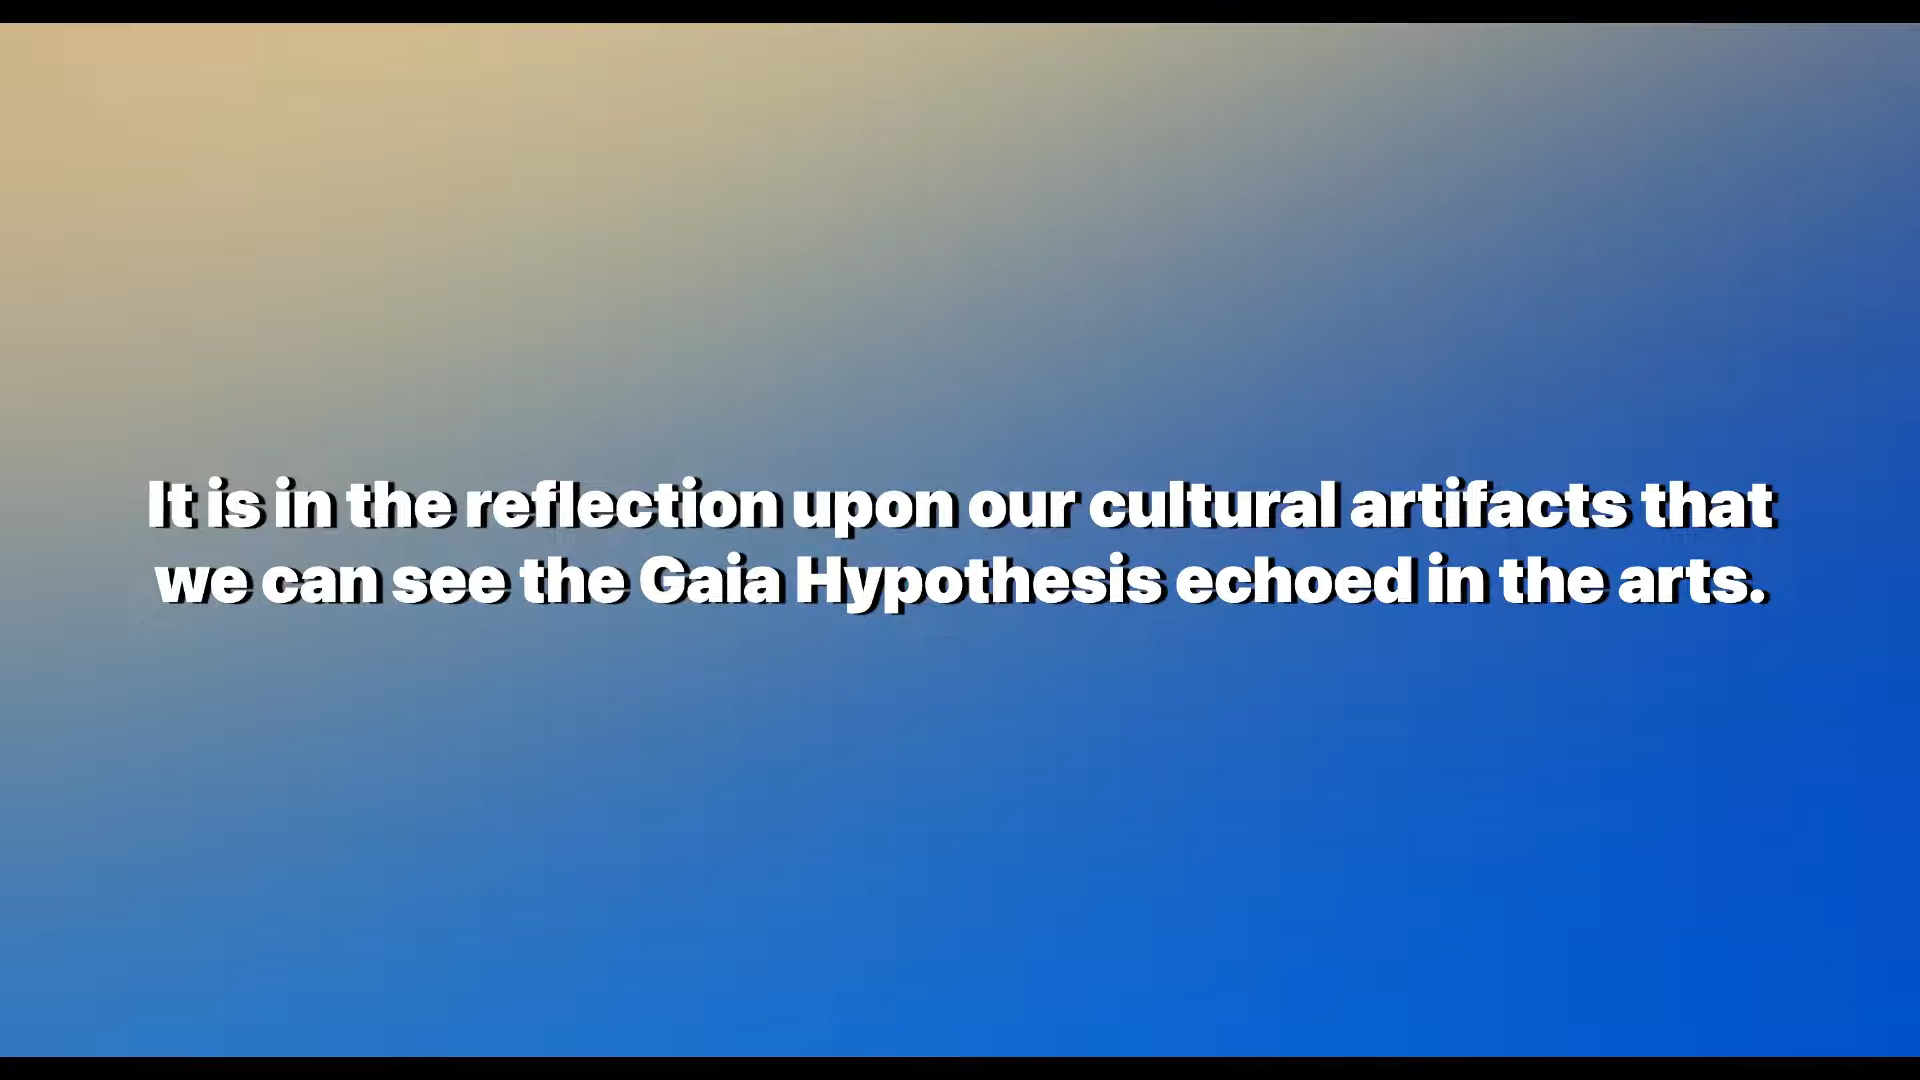 It is in the reflection upon our cultural artifacts that
we can see the Gaia Hypothesis echoed in the arts.